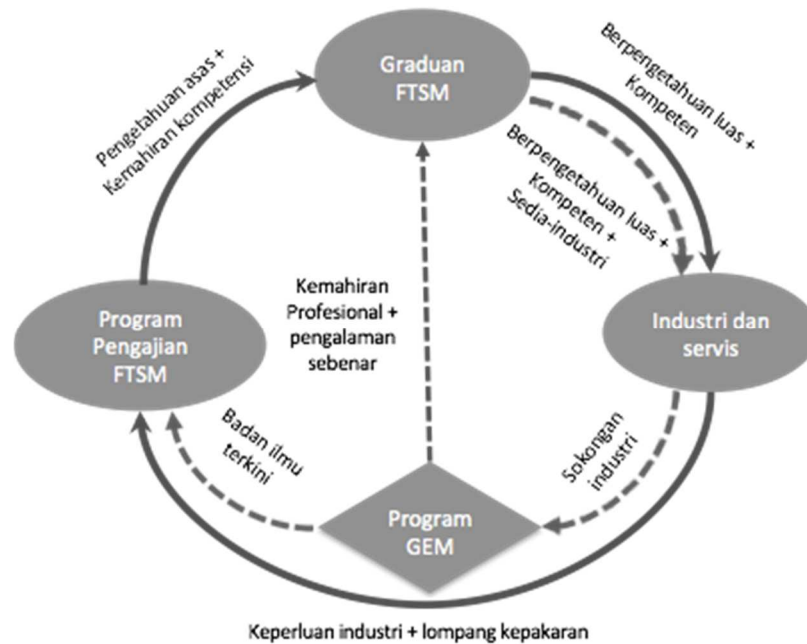 Graduan
FTSM
Pengetahuan asas +
Kemahiran kompetensi
Berpengetahuan luas +
Kompeten
Berpengetahuan luas +
Kompeten +
Sedia-industri
Program
Pengajian
FTSM
Kemahiran
Profesional +
pengalaman
sebenar
Industri dan
servis
Badan ilmu
terkini
Program
GEM
Sokongan
industri
Keperluan industri + lompang kepakaran